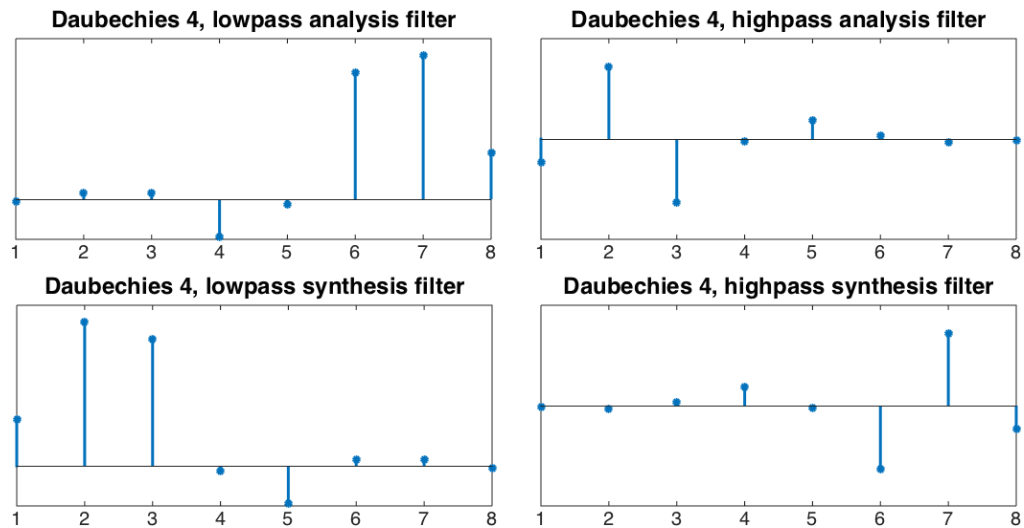 Daubechies 4, lowpass analysis filter
1 2 3 4 5 6 7 8
Daubechies 4, highpass analysis filter
1 2 3 4 5 6 7 8
Daubechies 4, lowpass synthesis filter
1 2 3 4 5 6 7 8
Daubechies 4, highpass synthesis filter
1 2 3 4 5 6 7 8